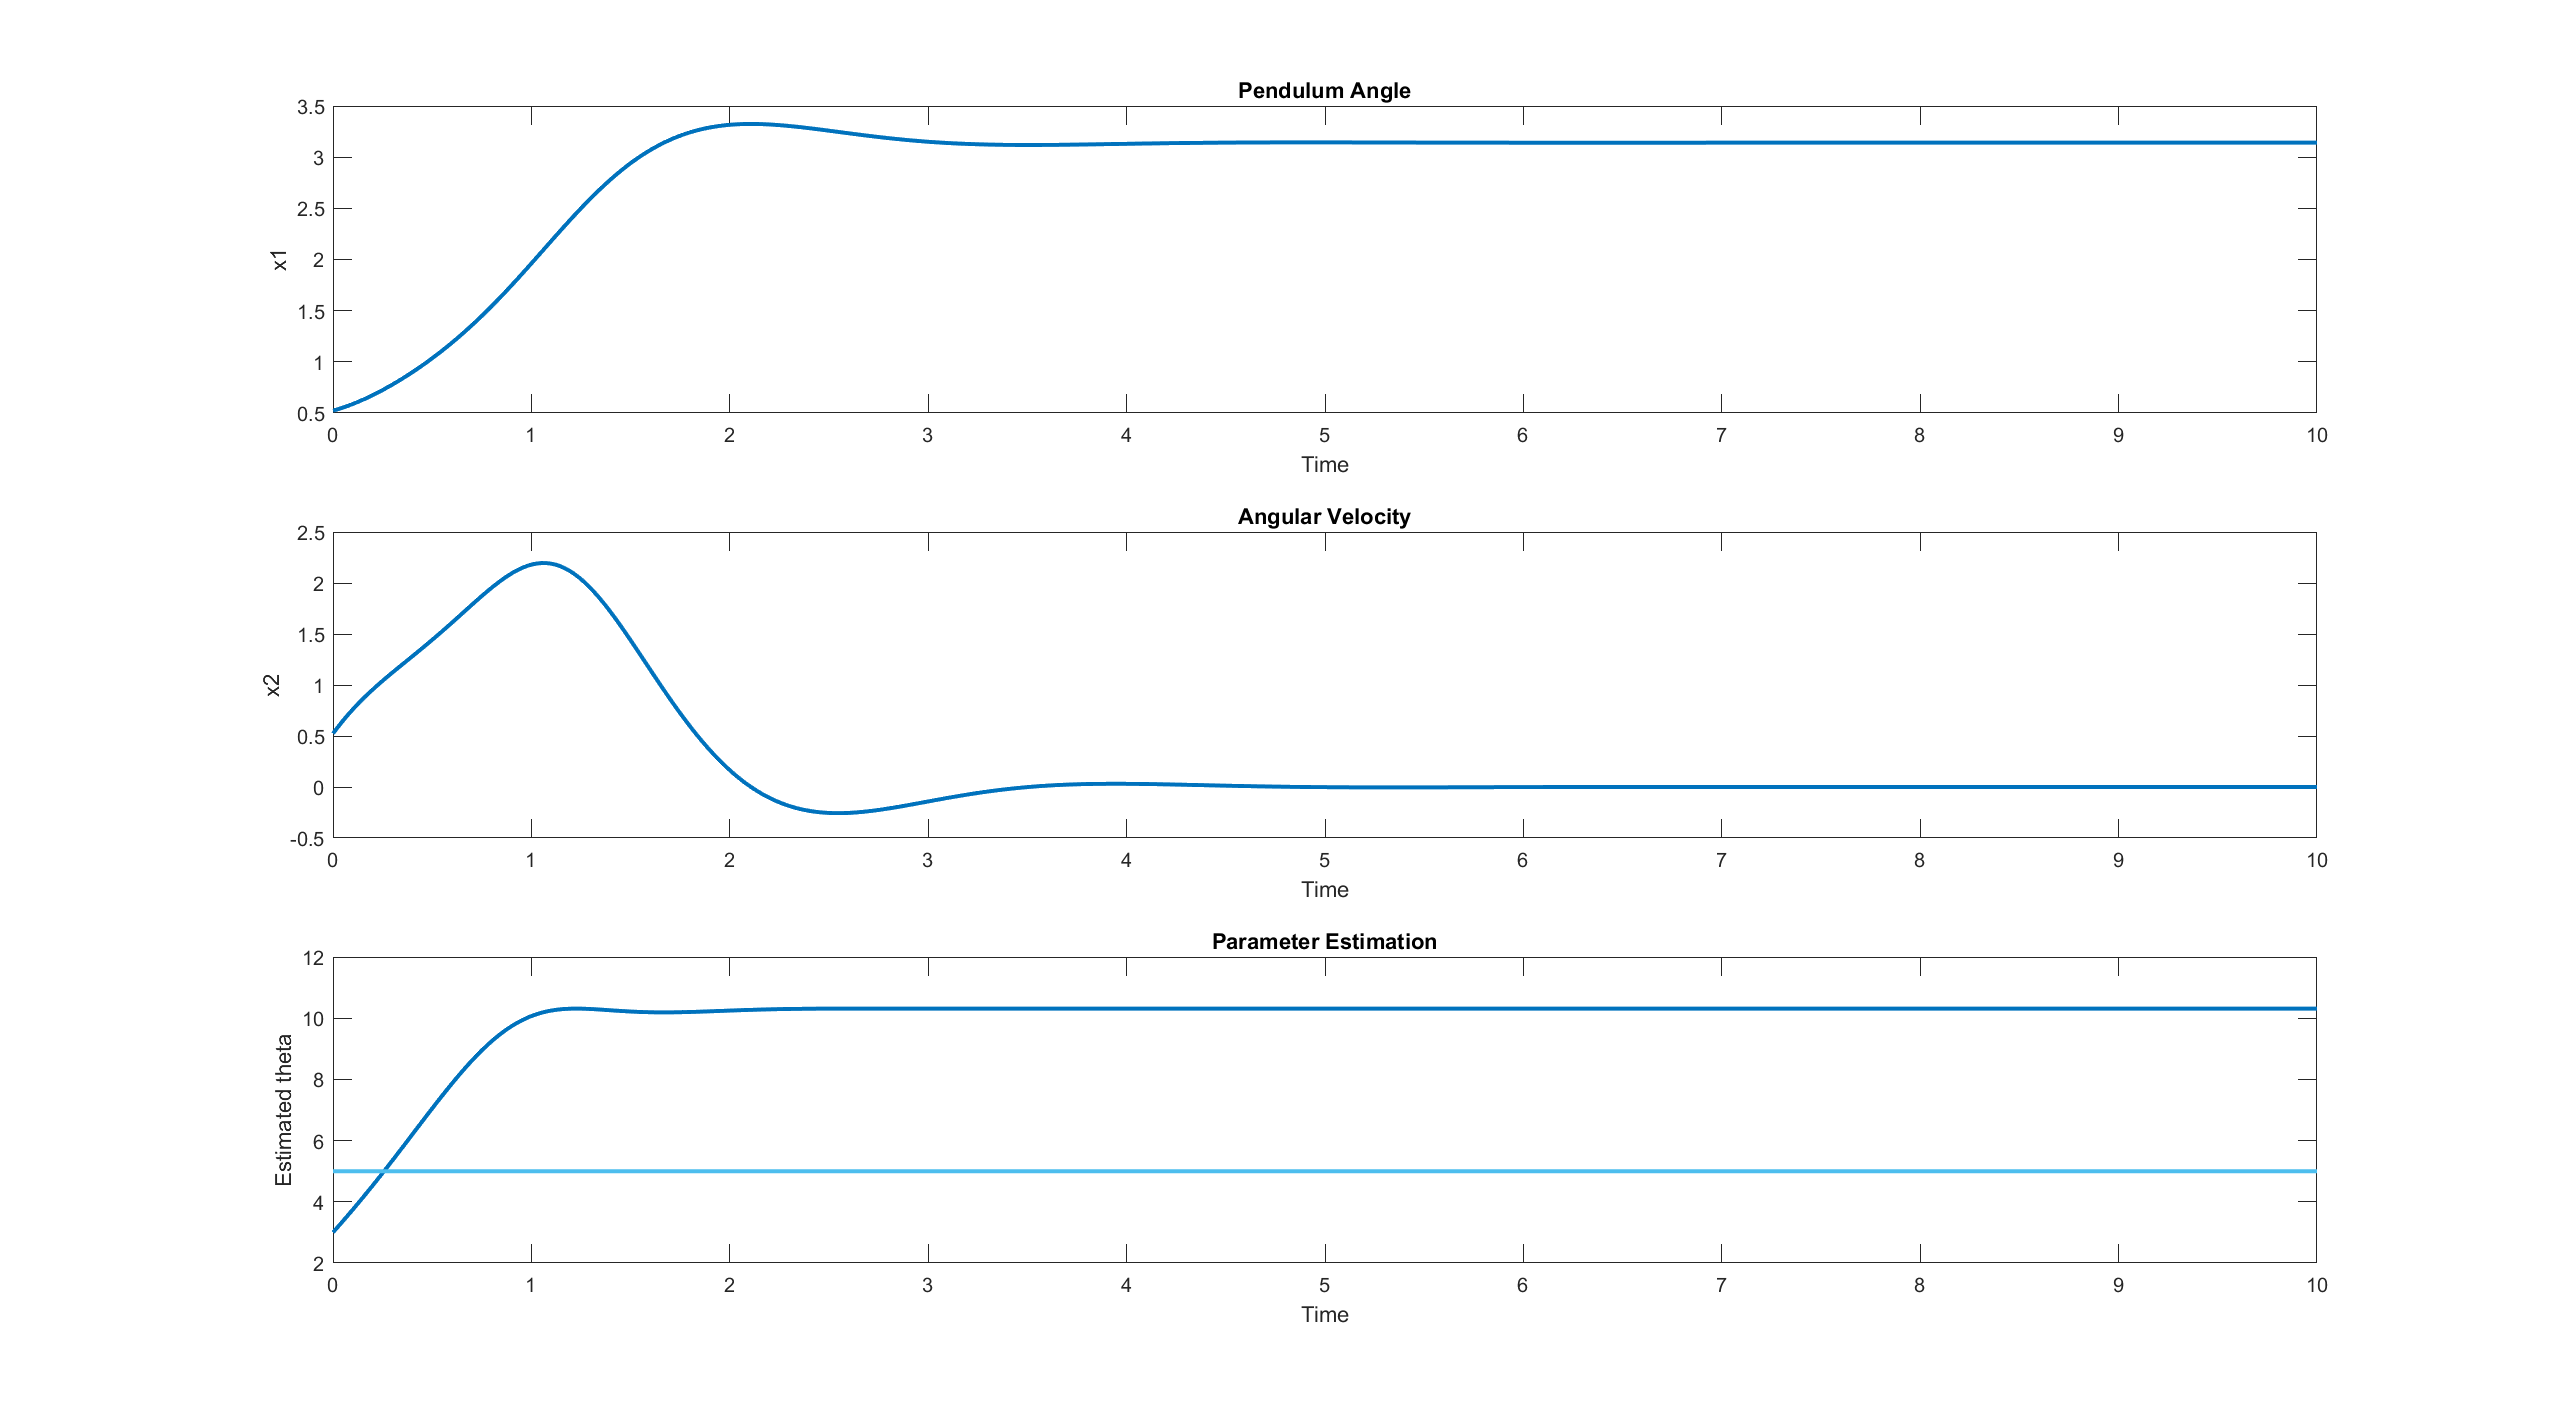 Pendulum Angle
3.5
3
2.5
2
1.5
1
0.5
x1
0 1 2 3 4 5 6 7 8 9 10
Time
Angular Velocity
2.5
2
1.5
1
0.5
0
-0.5
x2
0 1 2 3 4 5 6 7 8 9 10
Time
Parameter Estimation
12
10
8
6
4
2
Estimated theta
0 1 2 3 4 5 6 7 8 9 10
Time